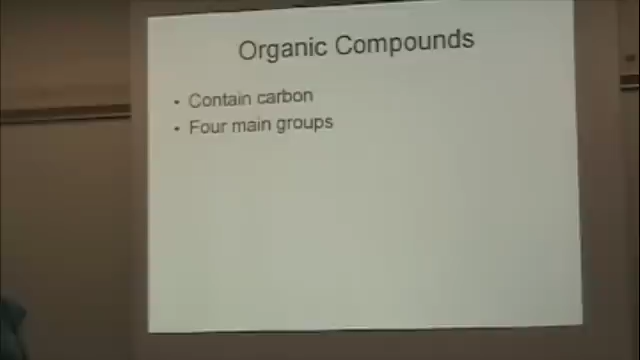 Organic Compounds
• Contain carbon
• Four main groups